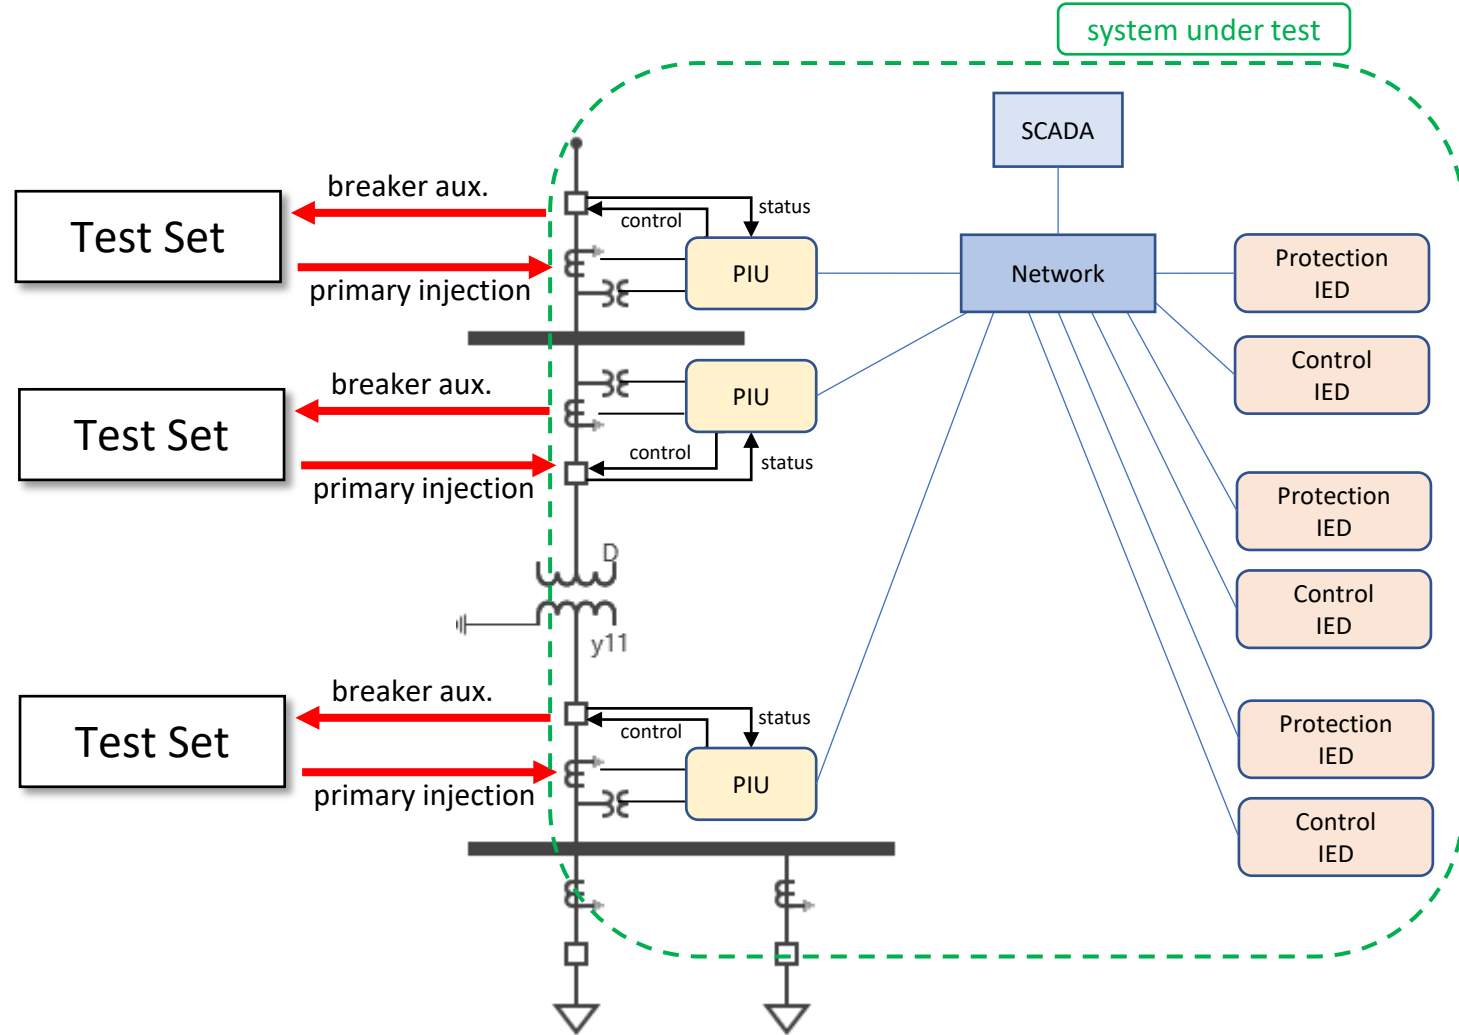 system under test
SCADA
breaker aux.
Test Set
primary injection
control
status
PIU
Network
Protection
IED
Control
IED
breaker aux.
Test Set
primary injection
PIU
control
status
Protection
IED
D
y11
Control
IED
breaker aux.
Test Set
primary injection
control
status
PIU
Protection
IED
Control
IED